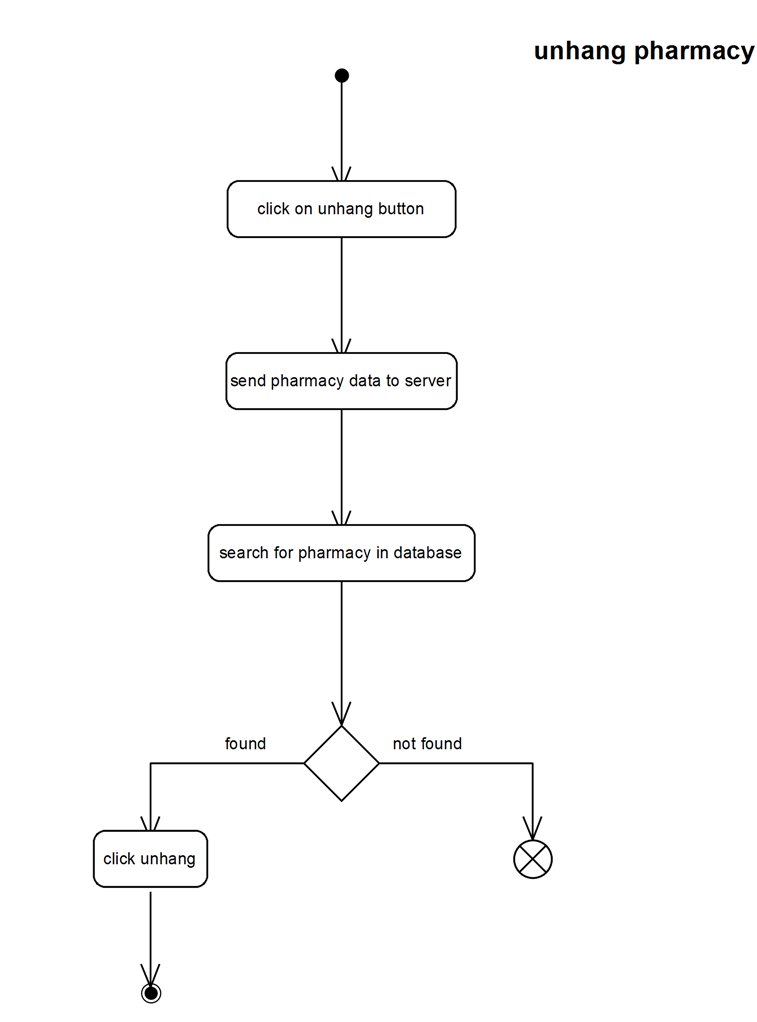 unhang pharmacy
click on unhang button
send pharmacy data to server
search for pharmacy in database
found
not found
click unhang